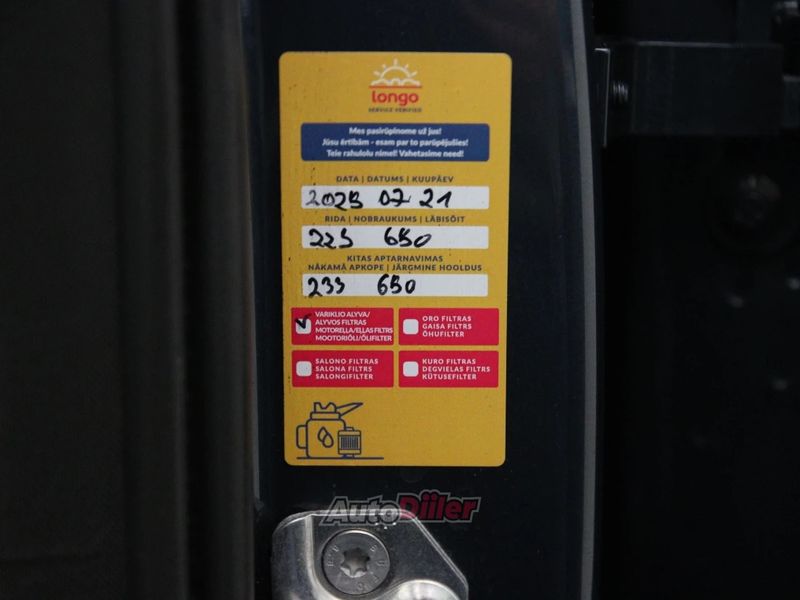 longo
SERVICE VERIFIED
Mes pasirūpinome už jus!
Jūsu ērtībām - esam par to parūpējušies!
Teie rahulolu nimel! Vahetasime need!
DATA | DATUMS | KUUPÄEV
2025 07 21
RIDA | NOBRAUKUMS | LÄBISÕIT
225 650
KITAS APTARNAVIMAS
NĀKAMĀ APKOPE | JÄRGMINE HOOLDUS
233 650
VARIKLIO ALYVA/
ALYVOS FILTRAS
MOTOREĻĻA/EĻĻAS FILTRS
MOOTORIÕLI/ÕLIFILTER
ORO FILTRAS
GAISA FILTRS
ÕHUFILTER
SALONO FILTRAS
SALONA FILTRS
SALONGIFILTER
KURO FILTRAS
DEGVIELAS FILTRS
KÜTUSEFILTER
AutoDiiler